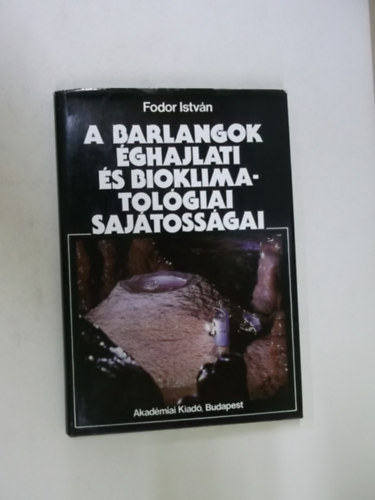 Fodor István
A BARLANGOK
ÉGHAJLATI
ÉS BIOKLIMA-
TOLÓGIAI
SAJÁTOSSÁGAI
Akadémiai Kiadó, Budapest